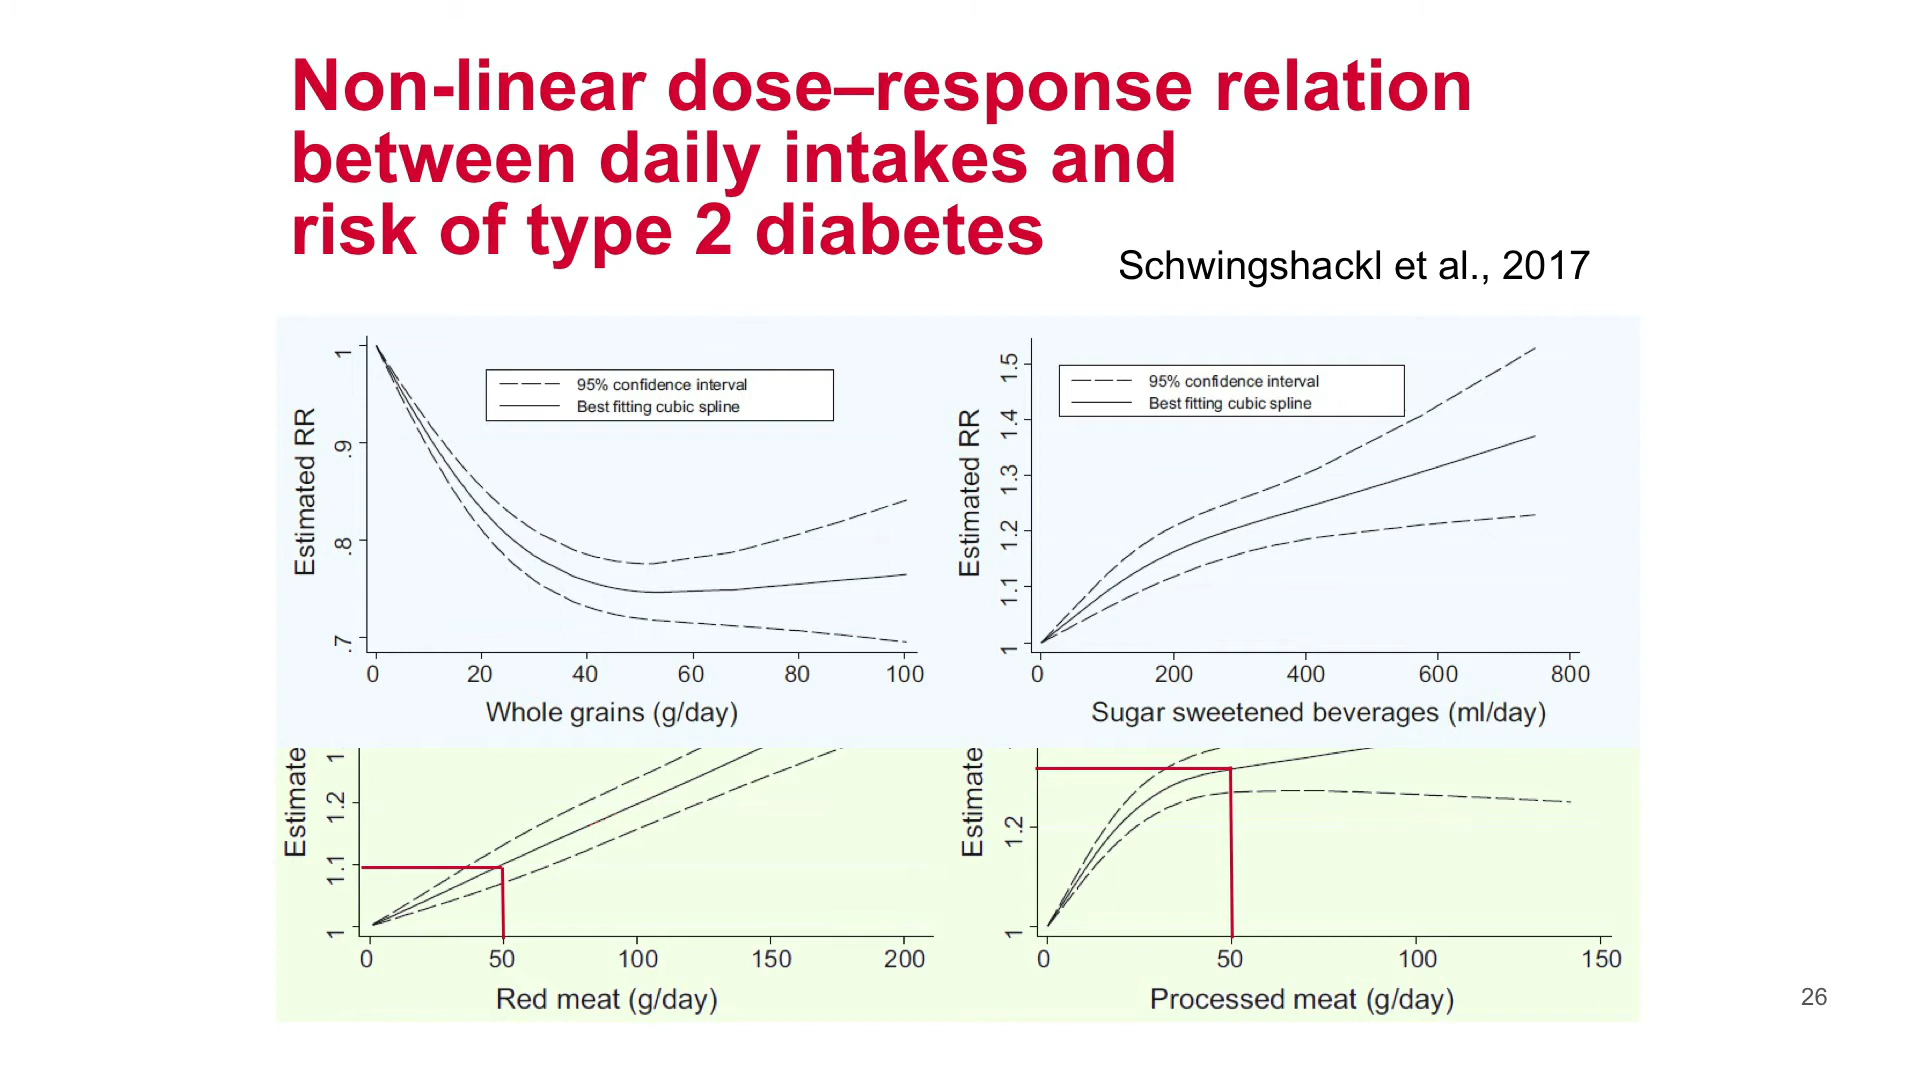 Non-linear dose–response relation
between daily intakes and
risk of type 2 diabetes
Schwingshackl et al., 2017
Estimated RR
1
.9
.8
.7
95% confidence interval
Best fitting cubic spline
0 20 40 60 80 100
Whole grains (g/day)
Estimated RR
1.5
1.4
1.3
1.2
1.1
1
95% confidence interval
Best fitting cubic spline
0 200 400 600 800
Sugar sweetened beverages (ml/day)
Estimate
1
1.2
1.1
1
0 50 100 150 200
Red meat (g/day)
Estimate
1.2
1
0 50 100 150
Processed meat (g/day)
26